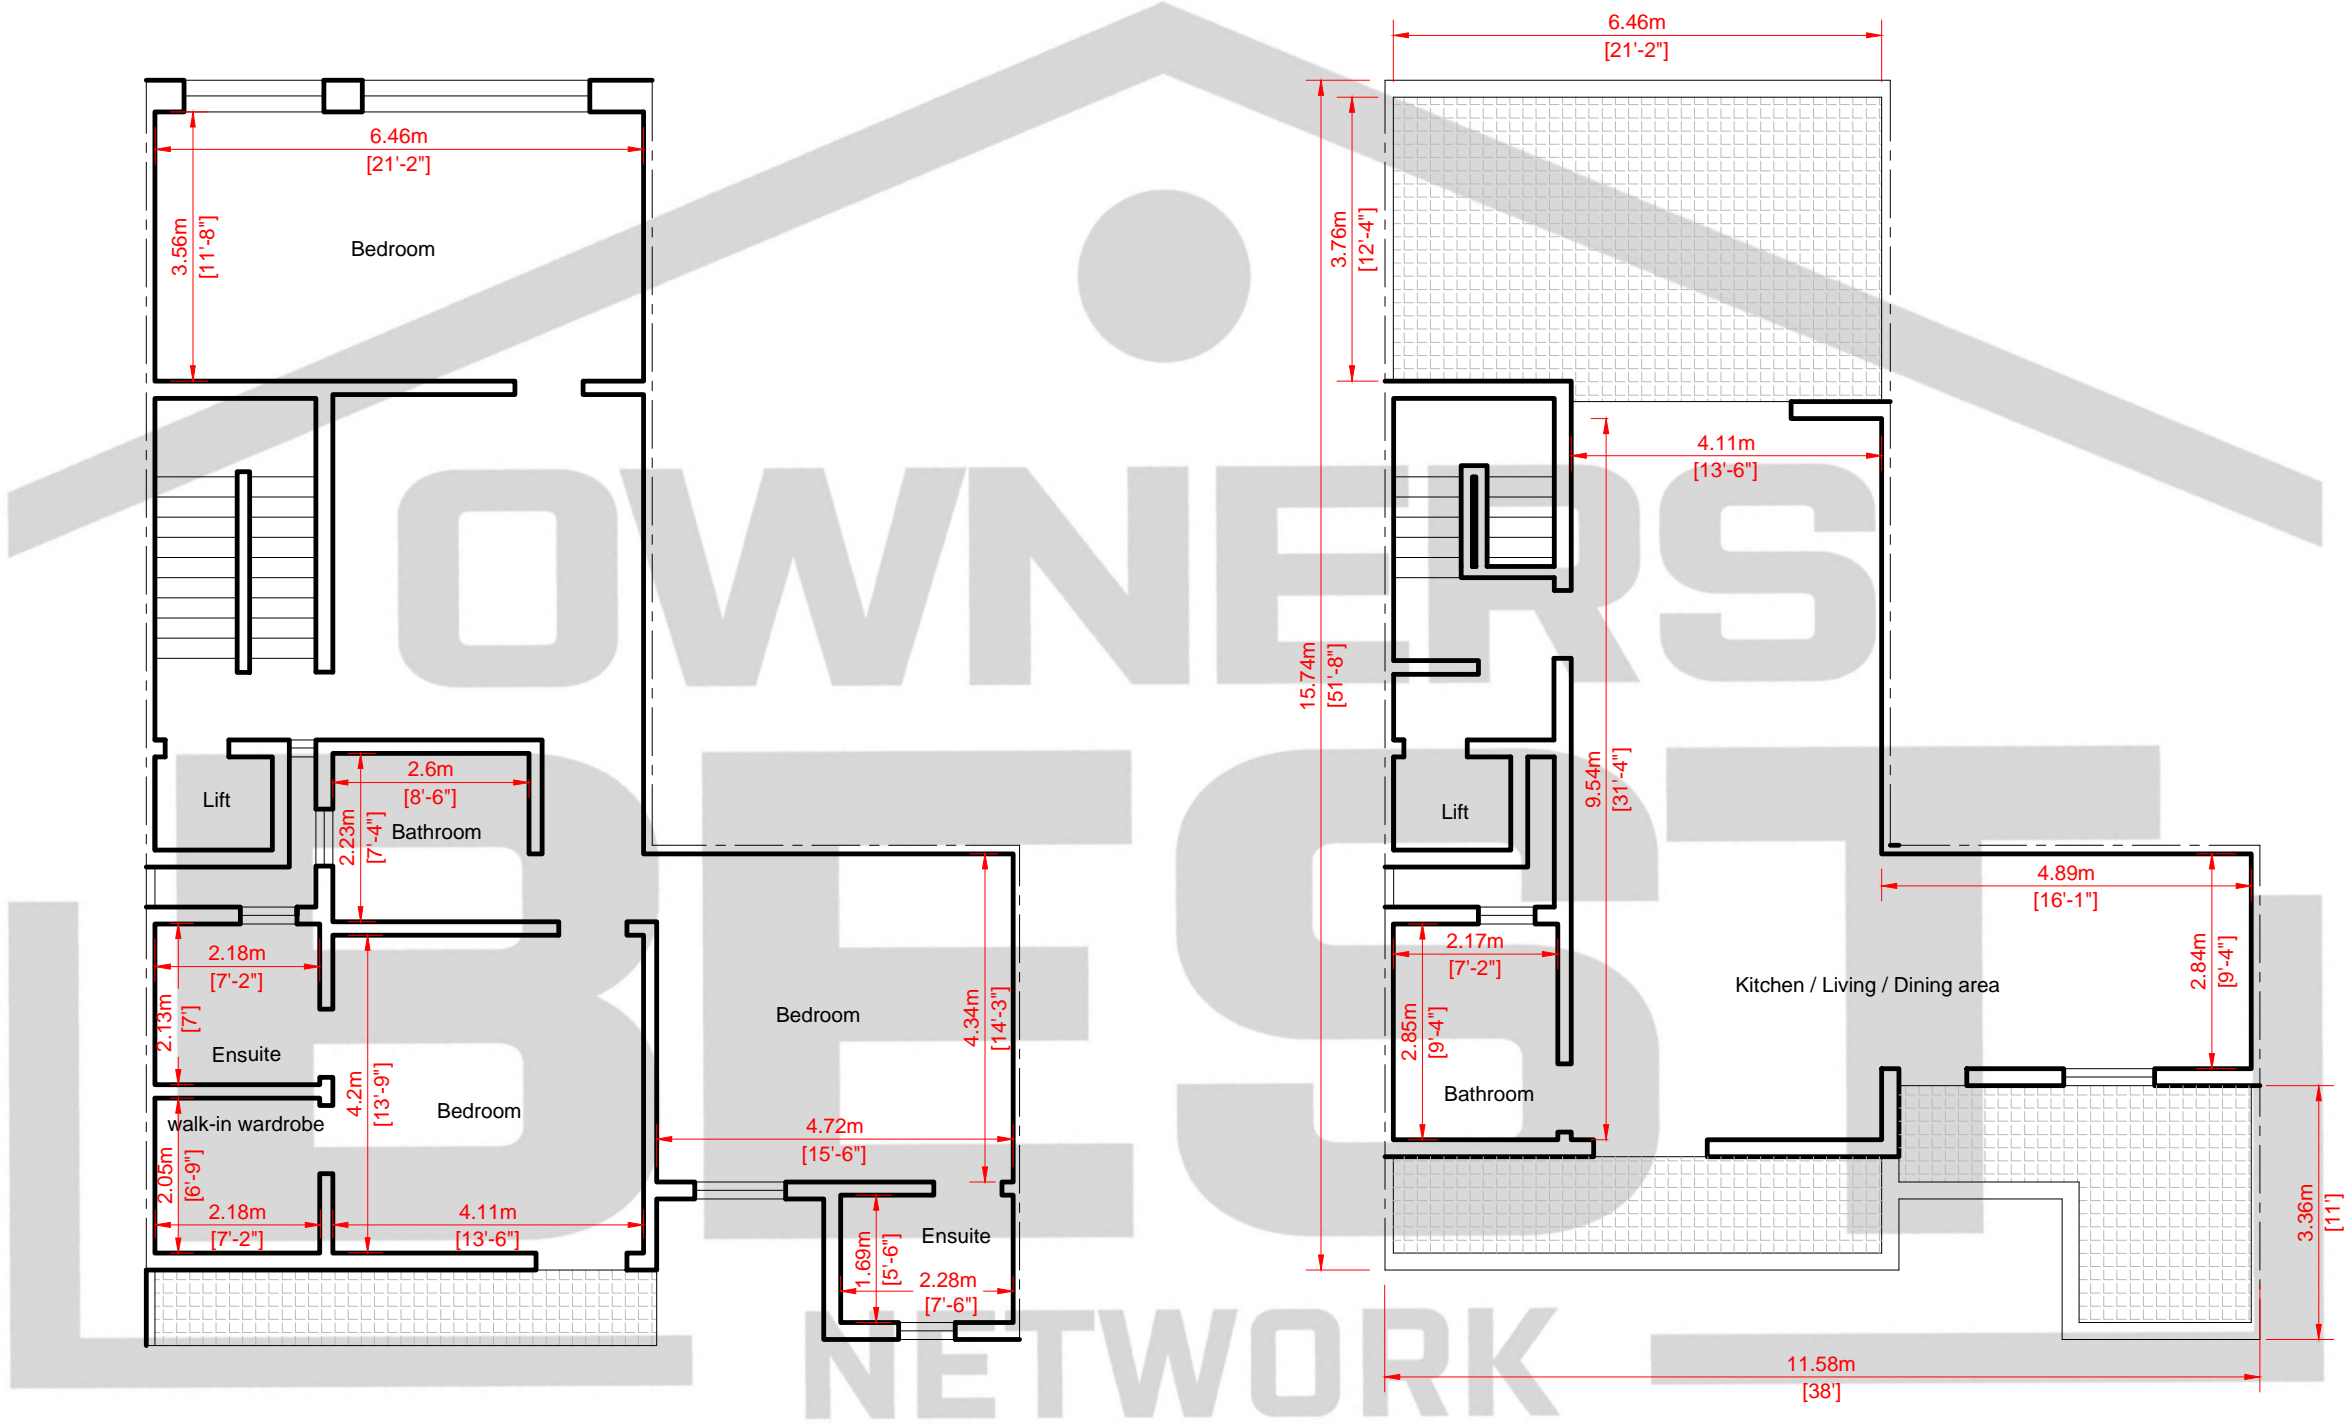 6.46m
[21'-2"]
3.56m
[11'-8"]
Bedroom
Lift
2.6m
[8'-6"]
2.23m
[7'-4"]
Bathroom
2.18m
[7'-2"]
2.13m
[7']
Ensuite
walk-in wardrobe
2.05m
[6'-9"]
2.18m
[7'-2"]
4.2m
[13'-9"]
Bedroom
4.11m
[13'-6"]
Bedroom
4.34m
[14'-3"]
4.72m
[15'-6"]
Ensuite
1.69m
[5'-6"]
2.28m
[7'-6"]
6.46m
[21'-2"]
3.76m
[12'-4"]
15.74m
[51'-8"]
4.11m
[13'-6"]
9.54m
[31'-4"]
Lift
4.89m
[16'-1"]
2.84m
[9'-4"]
2.17m
[7'-2"]
2.85m
[9'-4"]
Bathroom
Kitchen / Living / Dining area
3.36m
[11']
11.58m
[38']
OWNERS
BEST
NETWORK